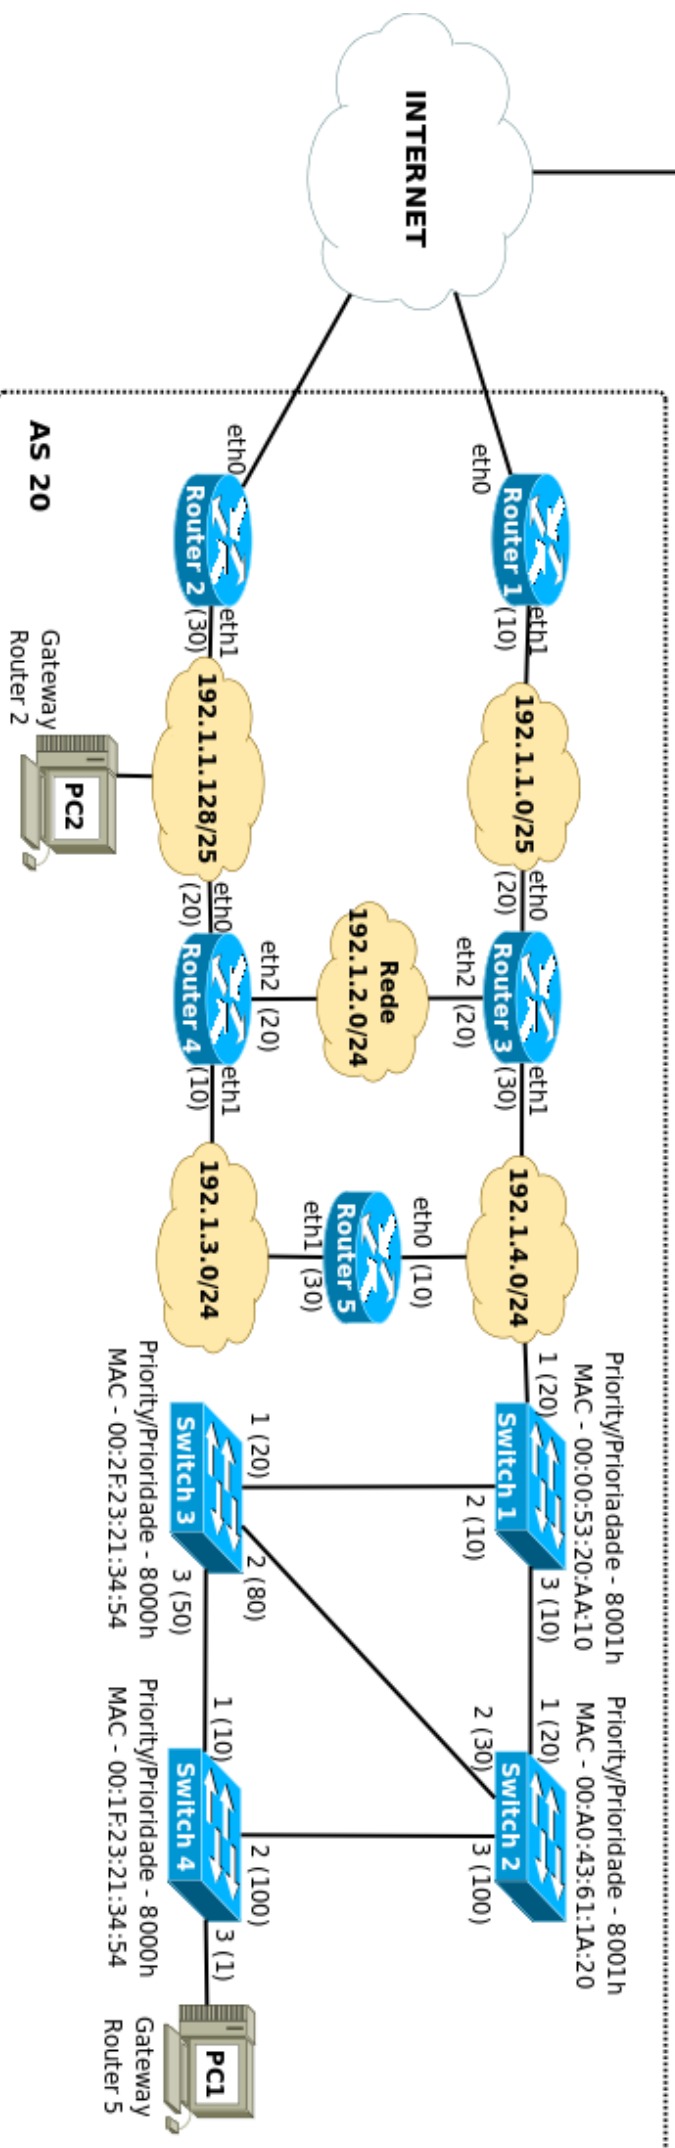 INTERNET
AS 20
eth0
Router 1
eth1
(10)
192.1.1.0/25
eth0
(20)
Router 3
eth1
(30)
eth2
(20)
192.1.4.0/24
1 (20)
Priority/Prioriadade - 8001h
MAC - 00:00:53:20:AA:10
Switch 1
2 (10)
3 (10)
Priority/Prioridade - 8001h
MAC - 00:A0:43:61:1A:20
1 (20)
Switch 2
2 (30)
3 (100)
Rede
192.1.2.0/24
eth0 (10)
Router 5
eth1 (30)
eth0
Router 2
eth1
(30)
192.1.1.128/25
eth0
(20)
eth2
(20)
Router 4
eth1
(10)
192.1.3.0/24
1 (20)
2 (80)
Switch 3
3 (50)
Priority/Prioridade - 8000h
MAC - 00:2F:23:21:34:54
1 (10)
2 (100)
Switch 4
3 (1)
Priority/Prioridade - 8000h
MAC - 00:1F:23:21:34:54
PC1
Gateway
Router 5
PC2
Gateway
Router 2